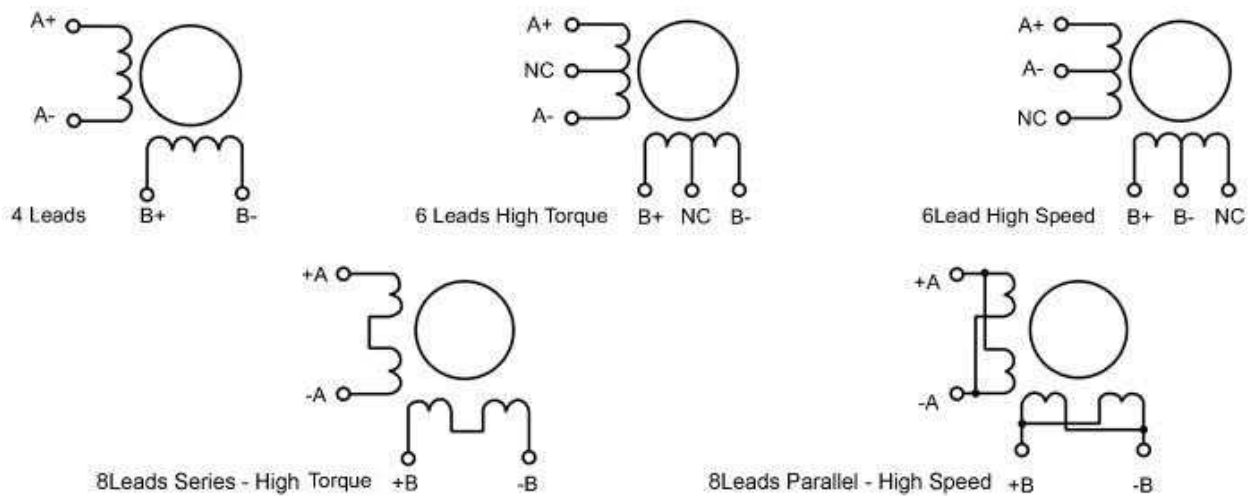 A+
A-
4 Leads B+ B-
A+
NC
A-
6 Leads High Torque B+ NC B-
A+
A-
NC
6Lead High Speed B+ B- NC
+A
-A
8Leads Series - High Torque +B -B
+A
-A
8Leads Parallel - High Speed +B -B